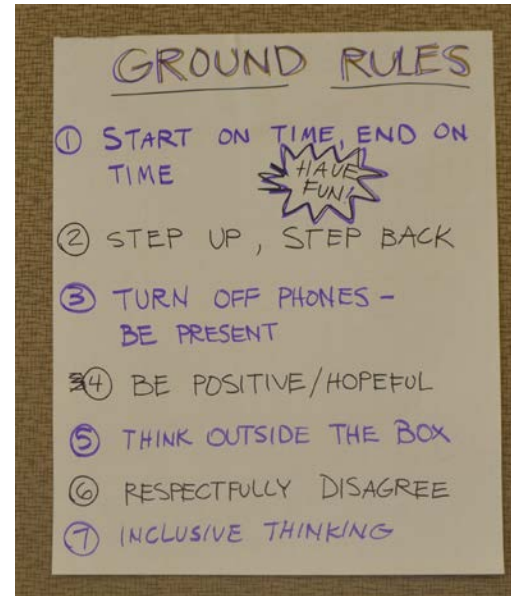 GROUND RULES
① START ON TIME, END ON
TIME
HAVE
FUN!
② STEP UP, STEP BACK
③ TURN OFF PHONES -
BE PRESENT
④ BE POSITIVE/HOPEFUL
⑤ THINK OUTSIDE THE BOX
⑥ RESPECTFULLY DISAGREE
⑦ INCLUSIVE THINKING